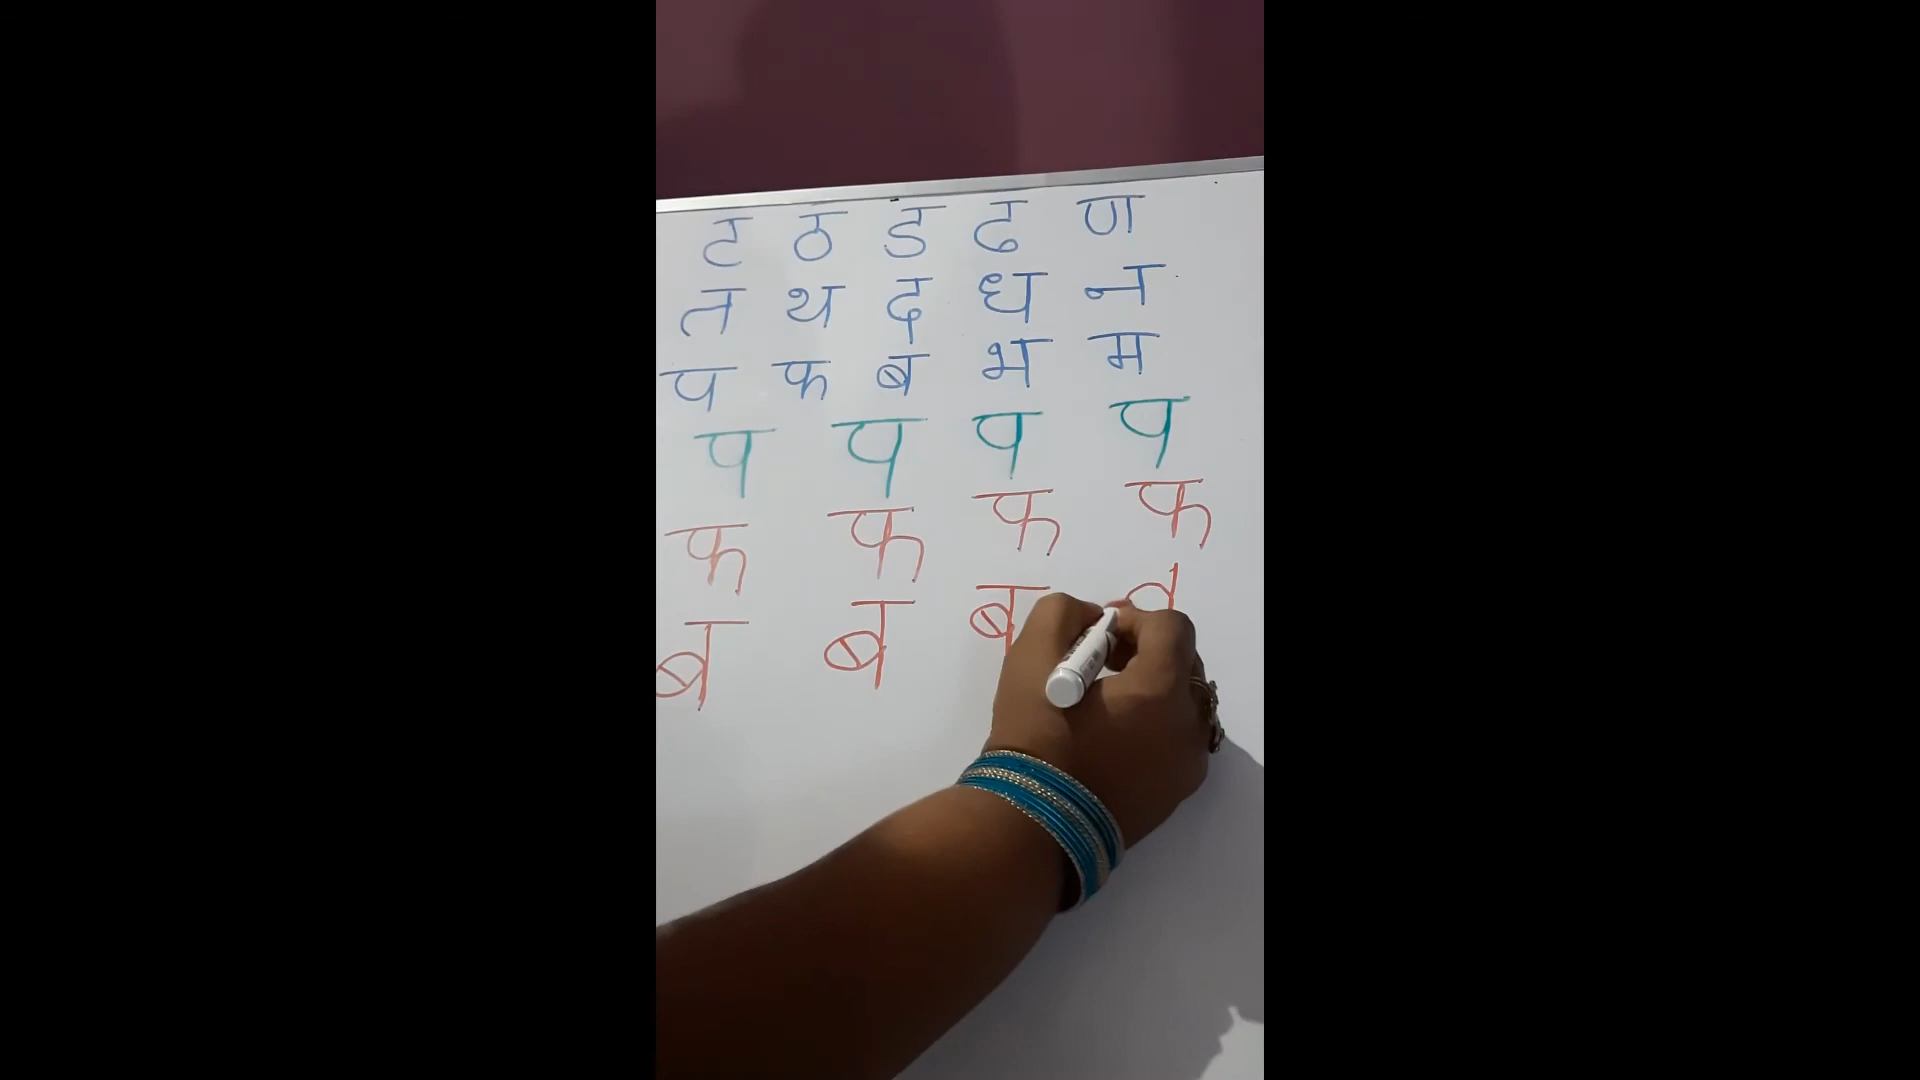 ट ठ ड ढ ण
त थ द ध न
प फ ब भ म
प प प प
फ फ फ फ
ब ब ब